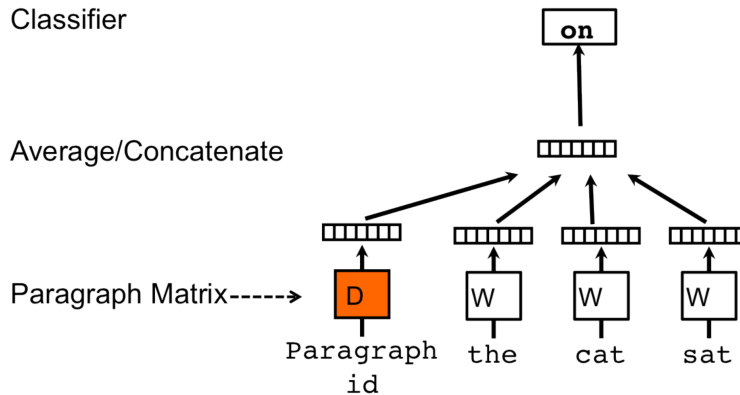 Classifier
on
Average/Concatenate
Paragraph Matrix
D
W
W
W
Paragraph
id
the
cat
sat